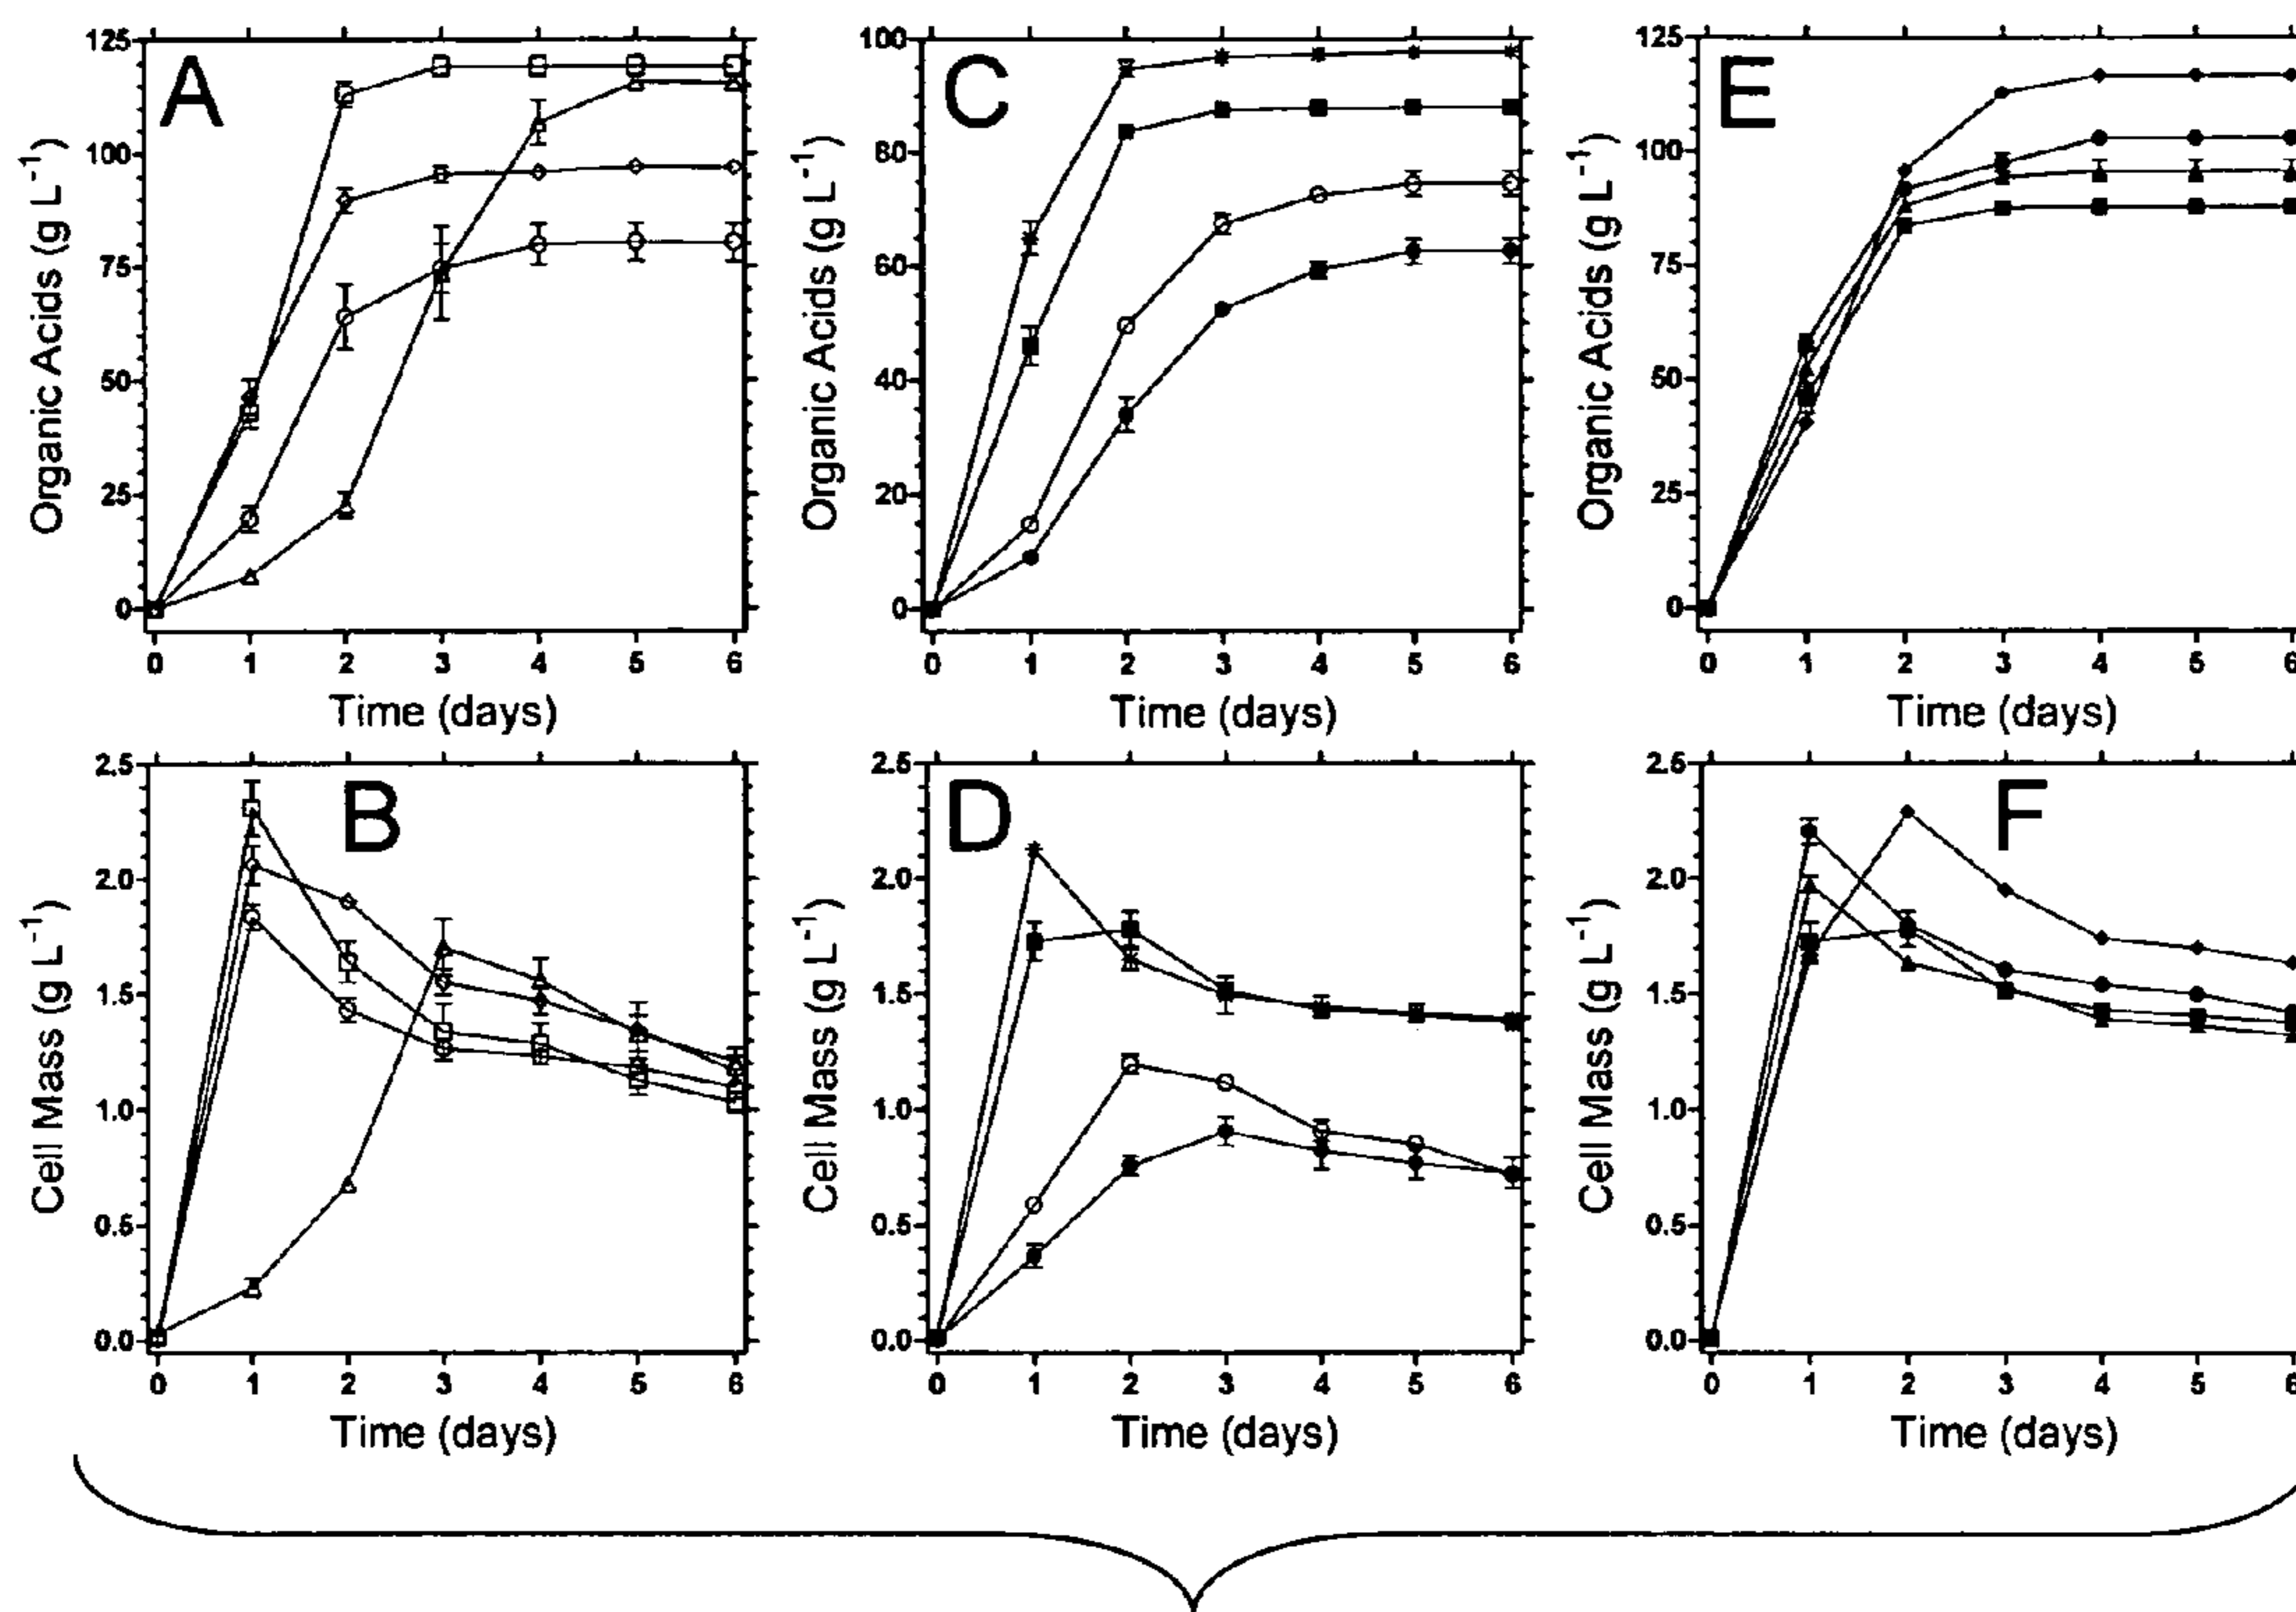 A
Organic Acids (g L⁻¹)
125
100
75
50
25
0
0 1 2 3 4 5 6
Time (days)
C
Organic Acids (g L⁻¹)
100
80
60
40
20
0
0 1 2 3 4 5 6
Time (days)
E
Organic Acids (g L⁻¹)
125
100
75
50
25
0
0 1 2 3 4 5 6
Time (days)
B
Cell Mass (g L⁻¹)
2.5
2.0
1.5
1.0
0.5
0.0
0 1 2 3 4 5 6
Time (days)
D
Cell Mass (g L⁻¹)
2.5
2.0
1.5
1.0
0.5
0.0
0 1 2 3 4 5 6
Time (days)
F
Cell Mass (g L⁻¹)
2.5
2.0
1.5
1.0
0.5
0.0
0 1 2 3 4 5 6
Time (days)